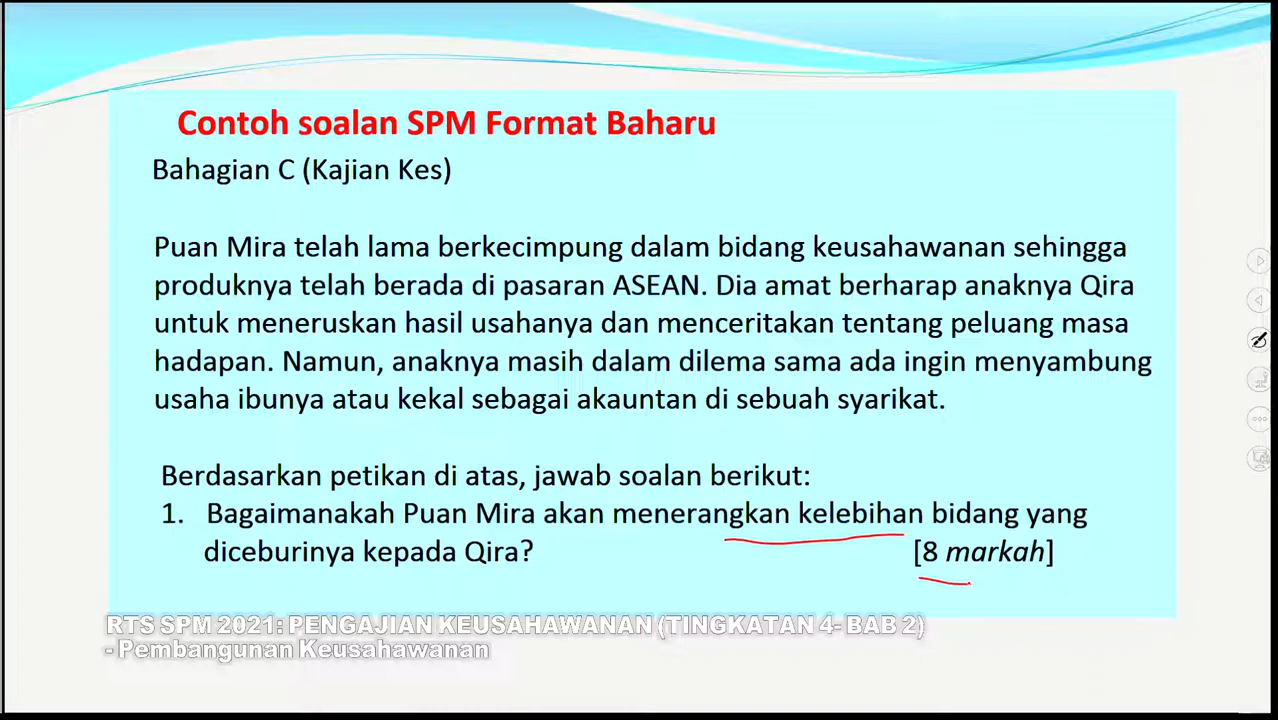 Contoh soalan SPM Format Baharu
Bahagian C (Kajian Kes)
Puan Mira telah lama berkecimpung dalam bidang keusahawanan sehingga
produknya telah berada di pasaran ASEAN. Dia amat berharap anaknya Qira
untuk meneruskan hasil usahanya dan menceritakan tentang peluang masa
hadapan. Namun, anaknya masih dalam dilema sama ada ingin menyambung
usaha ibunya atau kekal sebagai akauntan di sebuah syarikat.
Berdasarkan petikan di atas, jawab soalan berikut:
1. Bagaimanakah Puan Mira akan menerangkan kelebihan bidang yang
diceburinya kepada Qira? [8 markah]
RTS SPM 2021: PENGAJIAN KEUSAHAWANAN (TINGKATAN 4- BAB 2)
- Pembangunan Keusahawanan